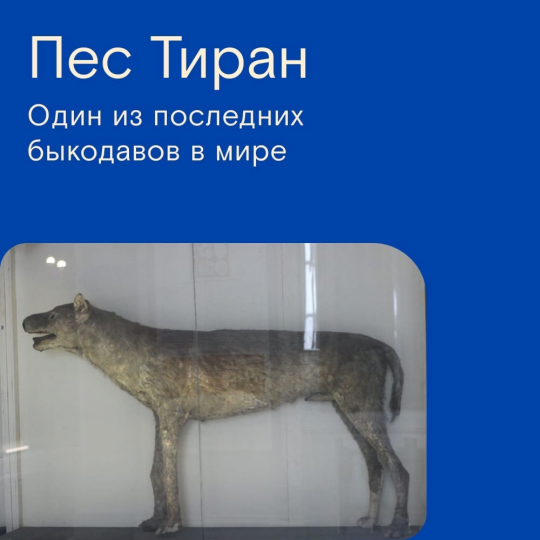 Пес Тиран
Один из последних
быкодавов в мире